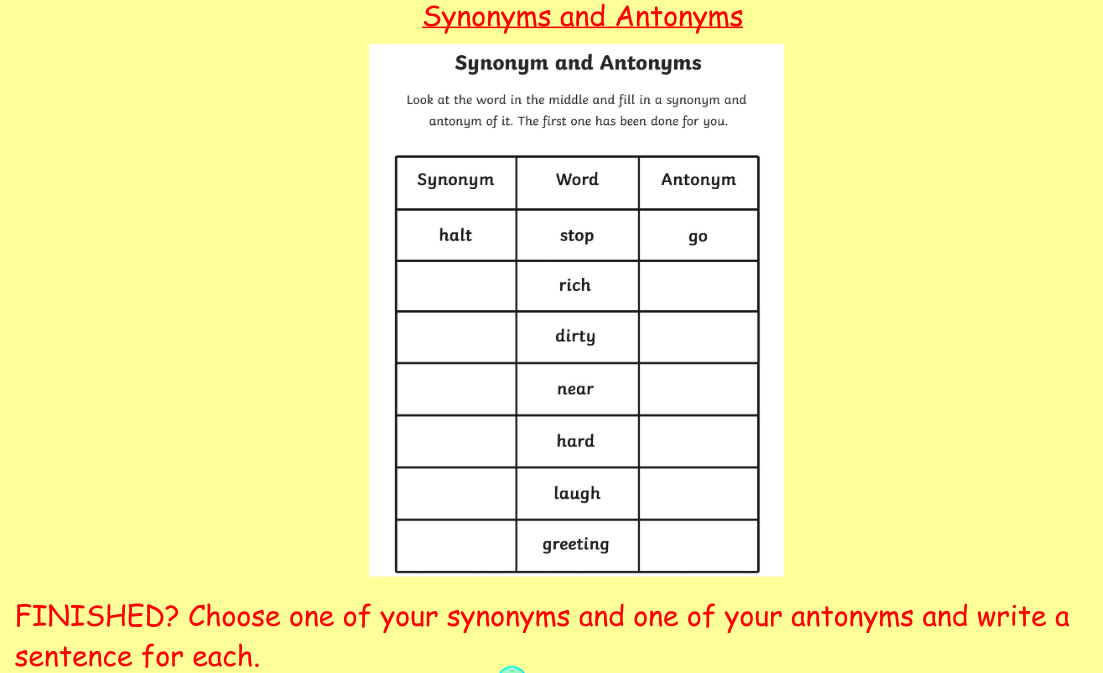 Synonyms and Antonyms
Synonym and Antonyms
Look at the word in the middle and fill in a synonym and
antonym of it. The first one has been done for you.
Synonym Word Antonym
halt stop go
rich
dirty
near
hard
laugh
greeting
FINISHED? Choose one of your synonyms and one of your antonyms and write a
sentence for each.